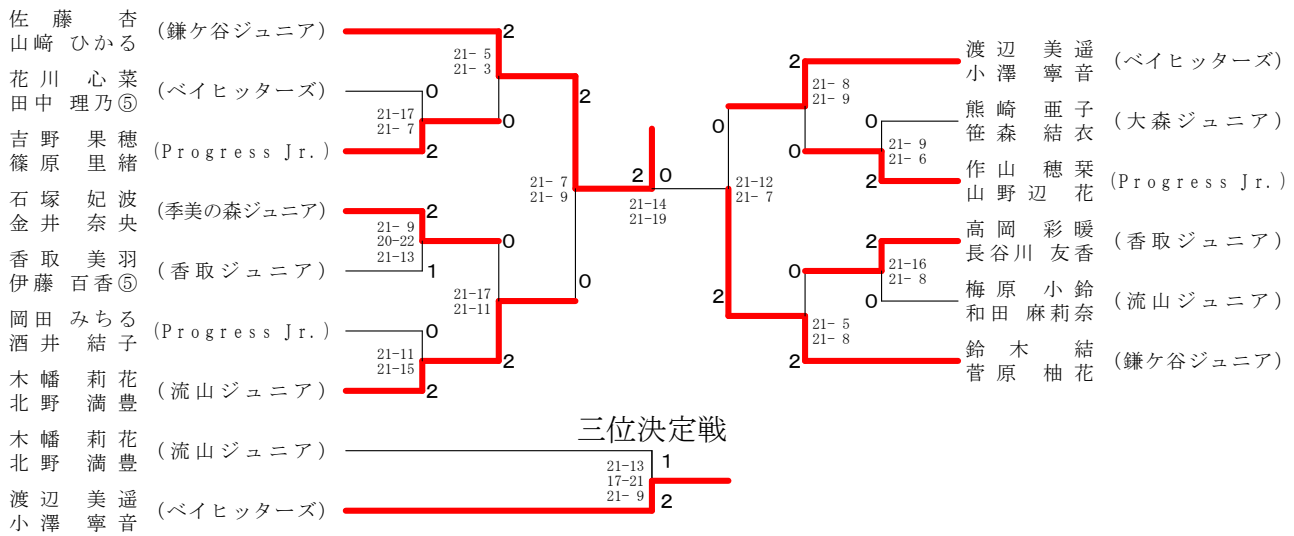 佐藤 杏
山﨑 ひかる
(鎌ケ谷ジュニア)
2
21- 5
21- 3
花川 心菜
田中 理乃⑤
(ベイヒッターズ)
0
21-17
21- 7
0
吉野 果穂
篠原 里緒
(Progress Jr.)
2
2
21- 7
21- 9
石塚 妃波
金井 奈央
(季美の森ジュニア)
2
21- 9
20-22
21-13
0
香取 美羽
伊藤 百香⑤
(香取ジュニア)
1
0
21-17
21-11
岡田 みちる
酒井 結子
(Progress Jr.)
0
21-11
21-15
2
木幡 莉花
北野 満豊
(流山ジュニア)
2
2 0
21-14
21-19
渡辺 美遥
小澤 寧音
(ベイヒッターズ)
2
21- 8
21- 9
0
熊崎 亜子
笹森 結衣
(大森ジュニア)
0
21- 9
21- 6
0
作山 穂栞
山野辺 花
(Progress Jr.)
2
21-12
21- 7
高岡 彩暖
長谷川 友香
(香取ジュニア)
2
21-16
21- 8
0
梅原 小鈴
和田 麻莉奈
(流山ジュニア)
0
2
21- 5
21- 8
鈴木 結
菅原 柚花
(鎌ケ谷ジュニア)
2
三位決定戦
木幡 莉花
北野 満豊
(流山ジュニア)
1
21-13
17-21
21- 9
渡辺 美遥
小澤 寧音
(ベイヒッターズ)
2